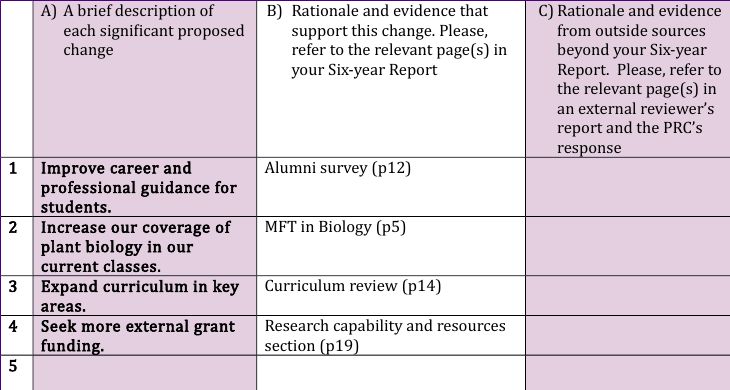 A) A brief description of
each significant proposed
change
B) Rationale and evidence that
support this change. Please,
refer to the relevant page(s) in
your Six-year Report
C) Rationale and evidence
from outside sources
beyond your Six-year
Report. Please, refer to
the relevant page(s) in
an external reviewer's
report and the PRC's
response
1
Improve career and
professional guidance for
students.
Alumni survey (p12)
2
Increase our coverage of
plant biology in our
current classes.
MFT in Biology (p5)
3
Expand curriculum in key
areas.
Curriculum review (p14)
4
Seek more external grant
funding.
Research capability and resources
section (p19)
5